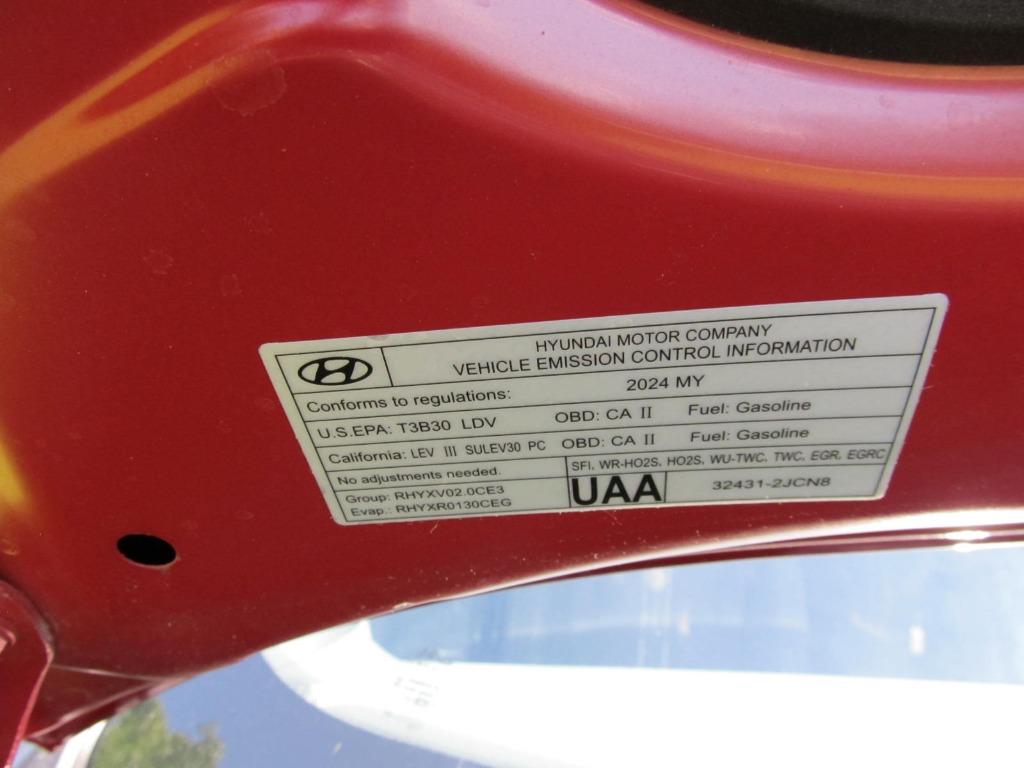 HYUNDAI MOTOR COMPANY
VEHICLE EMISSION CONTROL INFORMATION
Conforms to regulations: 2024 MY
U.S.EPA: T3B30 LDV OBD: CA II Fuel: Gasoline
California: LEV III SULEV30 PC OBD: CA II Fuel: Gasoline
No adjustments needed. SFI, WR-HO2S, HO2S, WU-TWC, TWC, EGR, EGRC
Group: RHYXV02.0CE3
Evap.: RHYXR0130CEG
UAA 32431-2JCN8